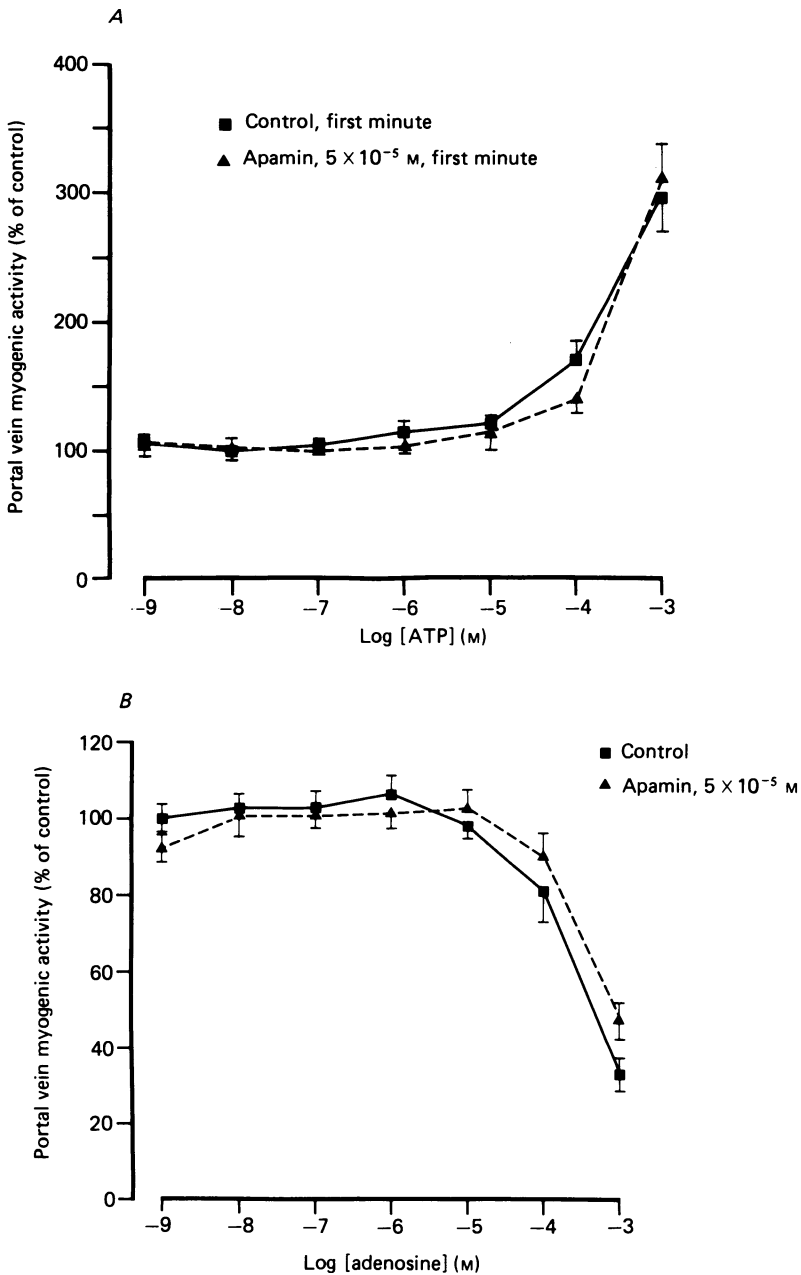 A
Portal vein myogenic activity (% of control)
400
300
200
100
0
Control, first minute
Apamin, 5 × 10⁻⁵ M, first minute
–9 –8 –7 –6 –5 –4 –3
Log [ATP] (M)
B
Portal vein myogenic activity (% of control)
120
100
80
60
40
20
0
Control
Apamin, 5 × 10⁻⁵ M
–9 –8 –7 –6 –5 –4 –3
Log [adenosine] (M)